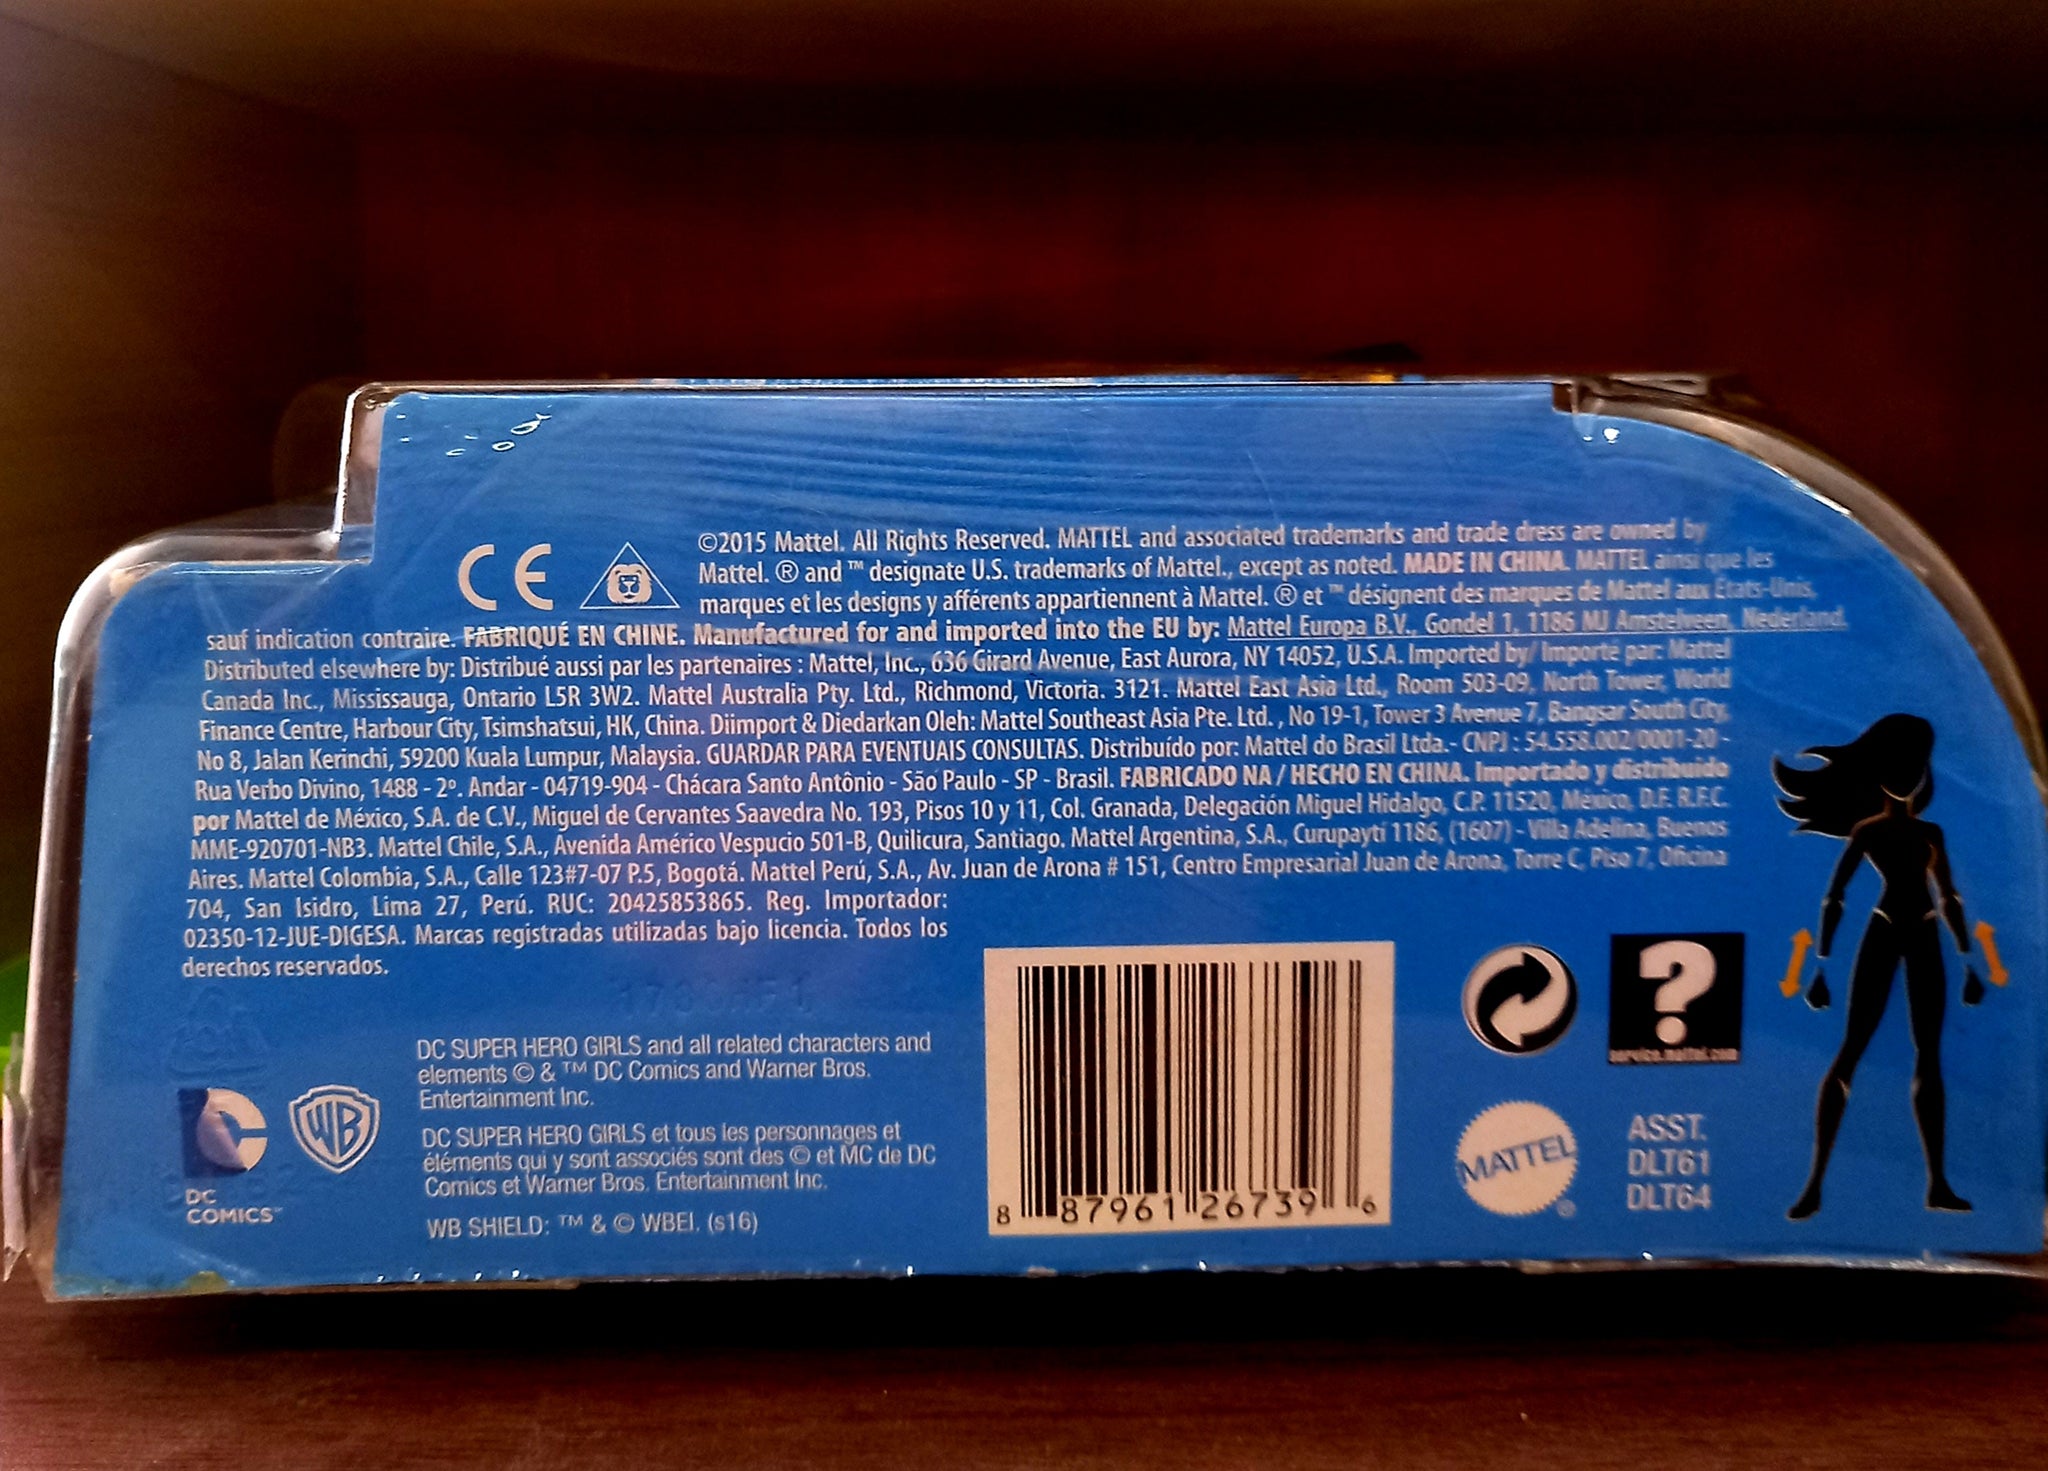 CE
©2015 Mattel. All Rights Reserved. MATTEL and associated trademarks and trade dress are owned by
Mattel. ® and ™ designate U.S. trademarks of Mattel., except as noted. MADE IN CHINA. MATTEL ainsi que les
marques et les designs y afférents appartiennent à Mattel. ® et ™ désignent des marques de Mattel aux États-Unis,
sauf indication contraire. FABRIQUÉ EN CHINE. Manufactured for and imported into the EU by: Mattel Europa B.V., Gondel 1, 1186 MJ Amstelveen, Nederland.
Distributed elsewhere by: Distribué aussi par les partenaires : Mattel, Inc., 636 Girard Avenue, East Aurora, NY 14052, U.S.A. Imported by/ Importé par: Mattel
Canada Inc., Mississauga, Ontario L5R 3W2. Mattel Australia Pty. Ltd., Richmond, Victoria. 3121. Mattel East Asia Ltd., Room 503-09, North Tower, World
Finance Centre, Harbour City, Tsimshatsui, HK, China. Diimport & Diedarkan Oleh: Mattel Southeast Asia Pte. Ltd. , No 19-1, Tower 3 Avenue 7, Bangsar South City,
No 8, Jalan Kerinchi, 59200 Kuala Lumpur, Malaysia. GUARDAR PARA EVENTUAIS CONSULTAS. Distribuído por: Mattel do Brasil Ltda.- CNPJ : 54.558.002/0001-20 -
Rua Verbo Divino, 1488 - 2º. Andar - 04719-904 - Chácara Santo Antônio - São Paulo - SP - Brasil. FABRICADO NA / HECHO EN CHINA. Importado y distribuido
por Mattel de México, S.A. de C.V., Miguel de Cervantes Saavedra No. 193, Pisos 10 y 11, Col. Granada, Delegación Miguel Hidalgo, C.P. 11520, México, D.F. R.F.C.
MME-920701-NB3. Mattel Chile, S.A., Avenida Américo Vespucio 501-B, Quilicura, Santiago. Mattel Argentina, S.A., Curupaytí 1186, (1607) - Villa Adelina, Buenos
Aires. Mattel Colombia, S.A., Calle 123#7-07 P.5, Bogotá. Mattel Perú, S.A., Av. Juan de Arona # 151, Centro Empresarial Juan de Arona, Torre C, Piso 7, Oficina
704, San Isidro, Lima 27, Perú. RUC: 20425853865. Reg. Importador:
02350-12-JUE-DIGESA. Marcas registradas utilizadas bajo licencia. Todos los
derechos reservados.
DC SUPER HERO GIRLS and all related characters and
elements © & ™ DC Comics and Warner Bros.
Entertainment Inc.
DC SUPER HERO GIRLS et tous les personnages et
éléments qui y sont associés sont des © et MC de DC
Comics et Warner Bros. Entertainment Inc.
WB SHIELD: ™ & © WBEI. (s16)
DC
COMICS™
WB
8 87961 26739 6
?
service.mattel.com
MATTEL®
ASST.
DLT61
DLT64